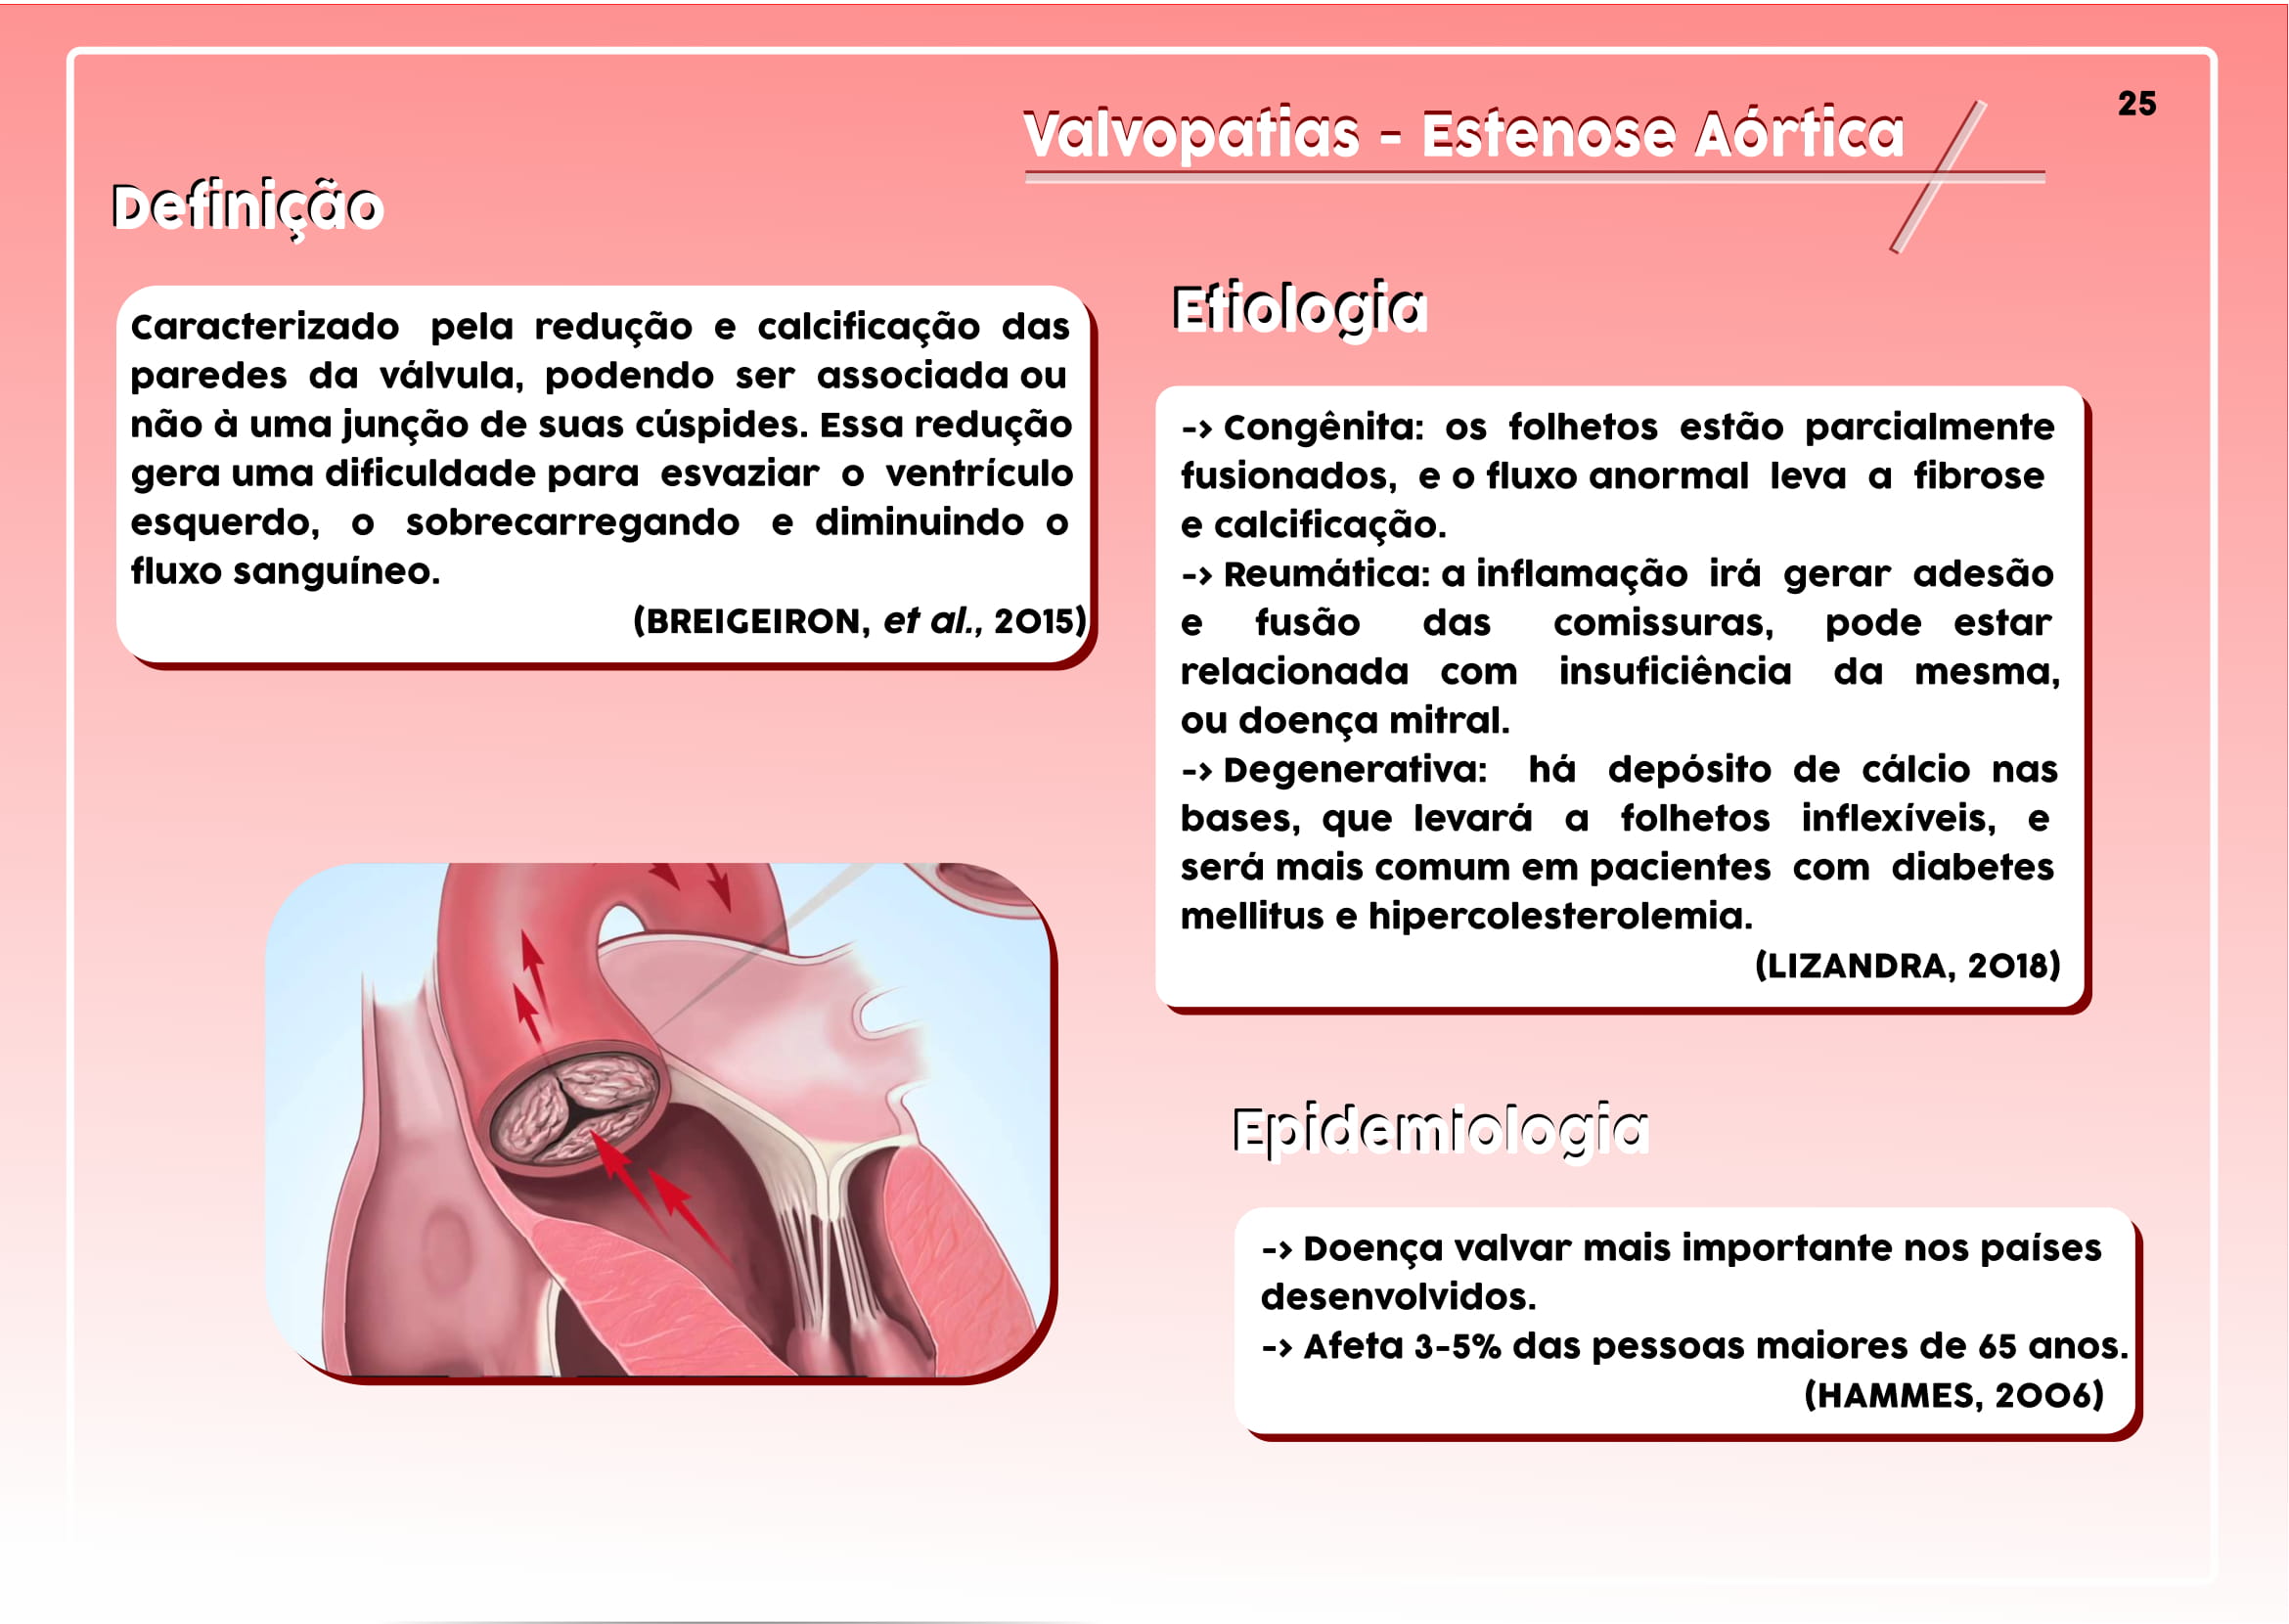 25
Valvopatias - Estenose Aórtica
Definição
Caracterizado pela redução e calcificação das
paredes da válvula, podendo ser associada ou
não à uma junção de suas cúspides. Essa redução
gera uma dificuldade para esvaziar o ventrículo
esquerdo, o sobrecarregando e diminuindo o
fluxo sanguíneo.
(BREIGEIRON, et al., 2015)
Etiologia
-> Congênita: os folhetos estão parcialmente
fusionados, e o fluxo anormal leva a fibrose
e calcificação.
-> Reumática: a inflamação irá gerar adesão
e fusão das comissuras, pode estar
relacionada com insuficiência da mesma,
ou doença mitral.
-> Degenerativa: há depósito de cálcio nas
bases, que levará a folhetos inflexíveis, e
será mais comum em pacientes com diabetes
mellitus e hipercolesterolemia.
(LIZANDRA, 2018)
Epidemiologia
-> Doença valvar mais importante nos países
desenvolvidos.
-> Afeta 3-5% das pessoas maiores de 65 anos.
(HAMMES, 2006)